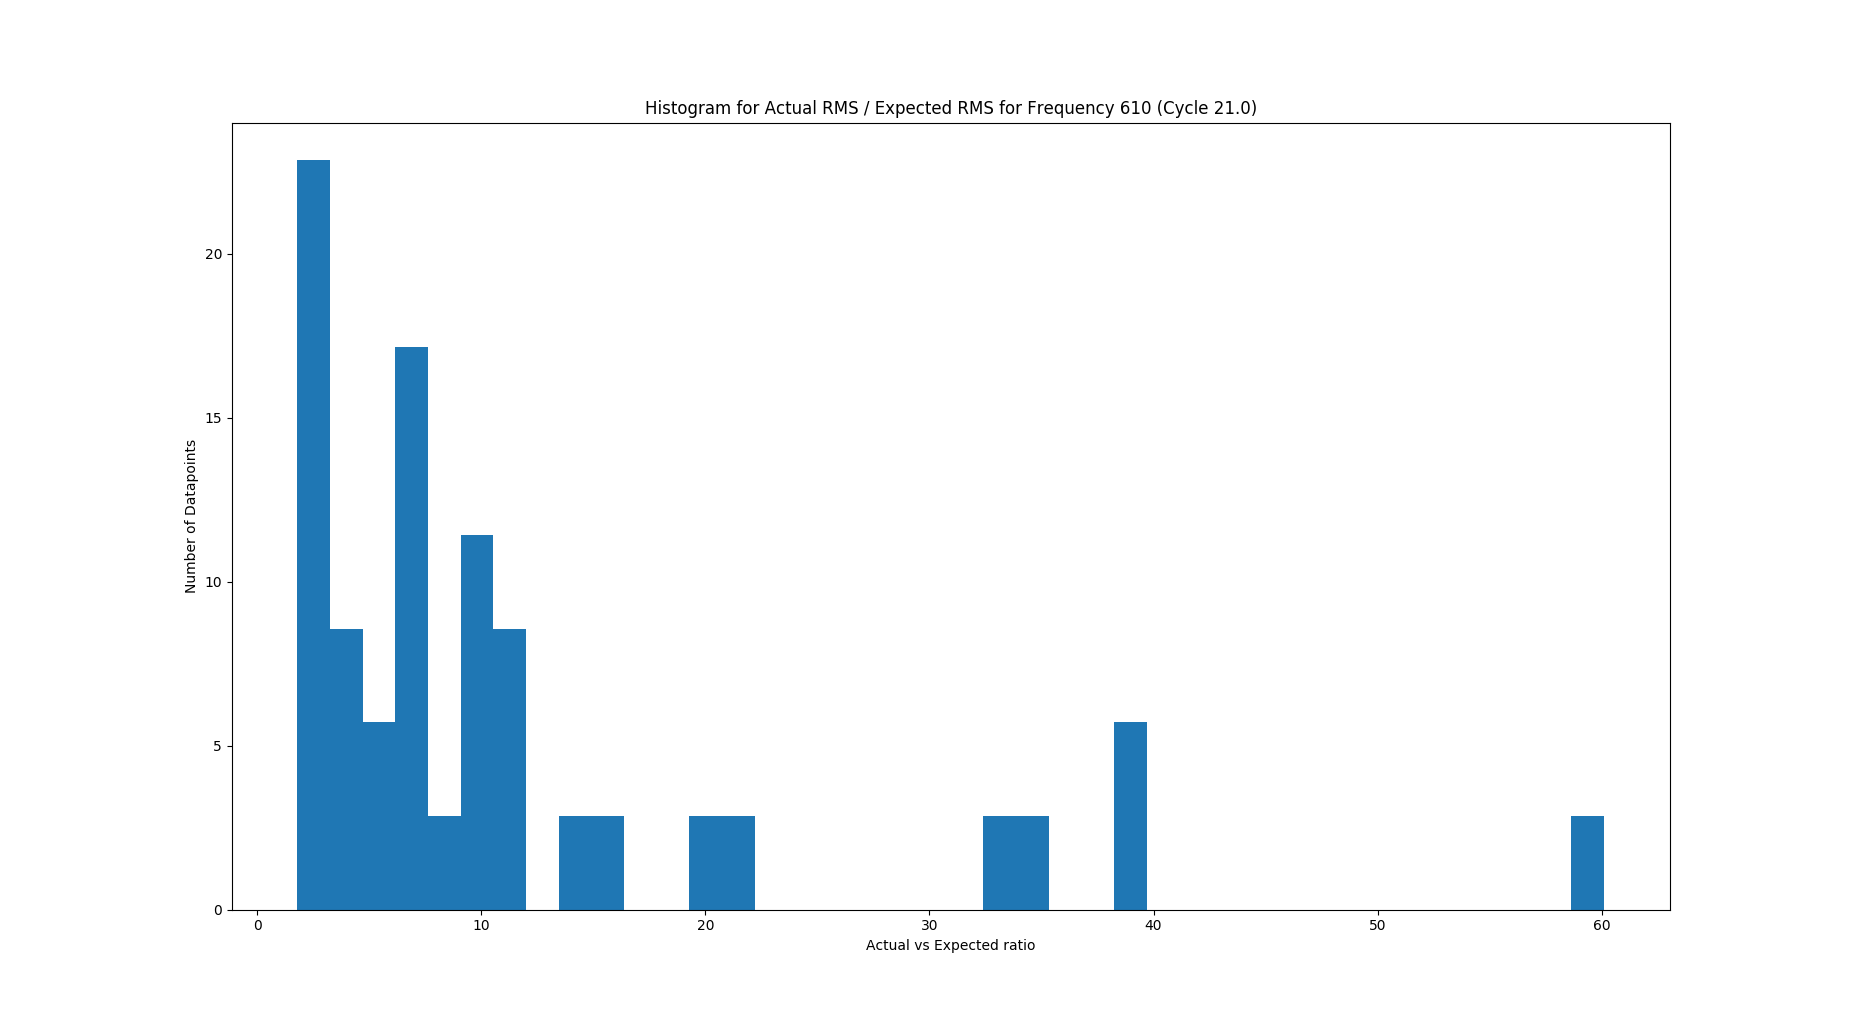 Histogram for Actual RMS / Expected RMS for Frequency 610 (Cycle 21.0)
Number of Datapoints
20
15
10
5
0
0 10 20 30 40 50 60
Actual vs Expected ratio